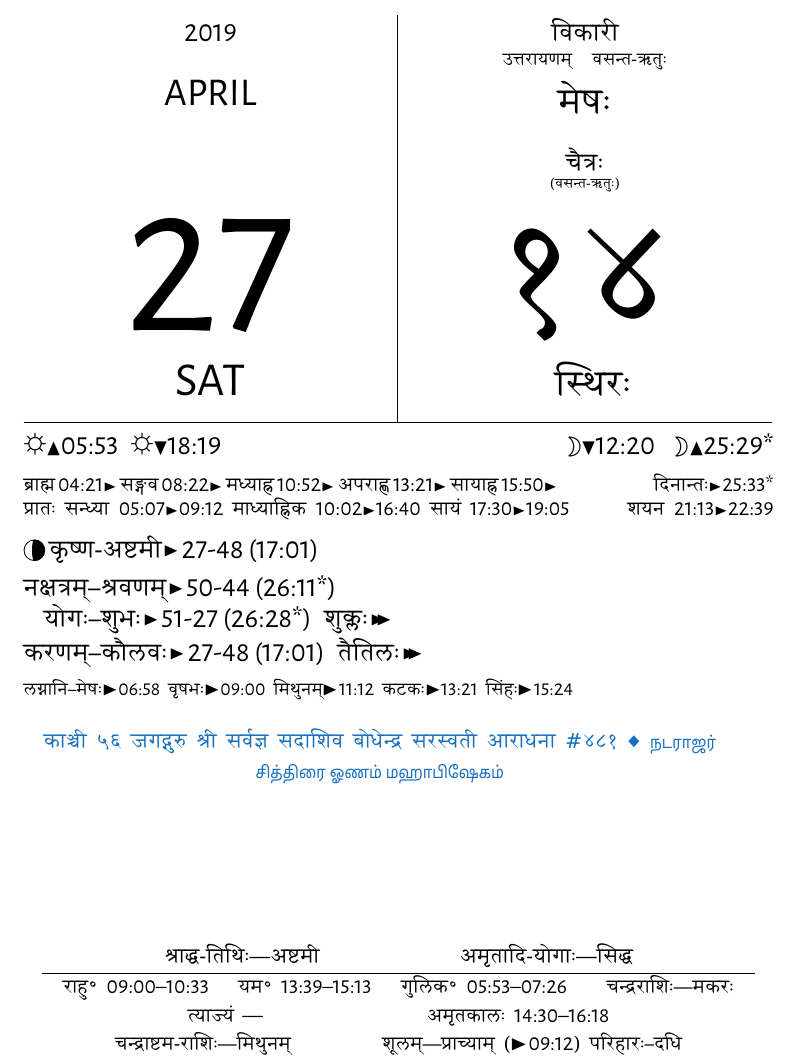 2019
APRIL
27
SAT
विकारी
उत्तरायणम् वसन्त-ऋतुः
मेषः
चैत्रः
(वसन्त-ऋतुः)
१४
स्थिरः
☼▲05:53 ☼▼18:19 ☽▼12:20 ☽▲25:29*
ब्राह्म 04:21► सङ्गव 08:22► मध्याह्न 10:52► अपराह्ण 13:21► सायाह्न 15:50► दिनान्तः►25:33*
प्रातः सन्ध्या 05:07►09:12 माध्याह्निक 10:02►16:40 सायं 17:30►19:05 शयन 21:13►22:39
कृष्ण-अष्टमी►27-48 (17:01)
नक्षत्रम्–श्रवणम्►50-44 (26:11*)
योगः–शुभः►51-27 (26:28*) शुक्लः►►
करणम्–कौलवः►27-48 (17:01) तैतिलः►►
लग्नानि–मेषः►06:58 वृषभः►09:00 मिथुनम्►11:12 कटकः►13:21 सिंहः►15:24
काञ्ची ५६ जगद्गुरु श्री सर्वज्ञ सदाशिव बोधेन्द्र सरस्वती आराधना #४८१ ◆ நடராஜர்
சித்திரை ஓணம் மஹாபிஷேகம்
श्राद्ध-तिथिः—अष्टमी अमृतादि-योगाः—सिद्ध
राहु° 09:00–10:33 यम° 13:39–15:13 गुलिक° 05:53–07:26 चन्द्रराशिः—मकरः
त्याज्यं — अमृतकालः 14:30–16:18
चन्द्राष्टम-राशिः—मिथुनम् शूलम्—प्राच्याम् (►09:12) परिहारः–दधि